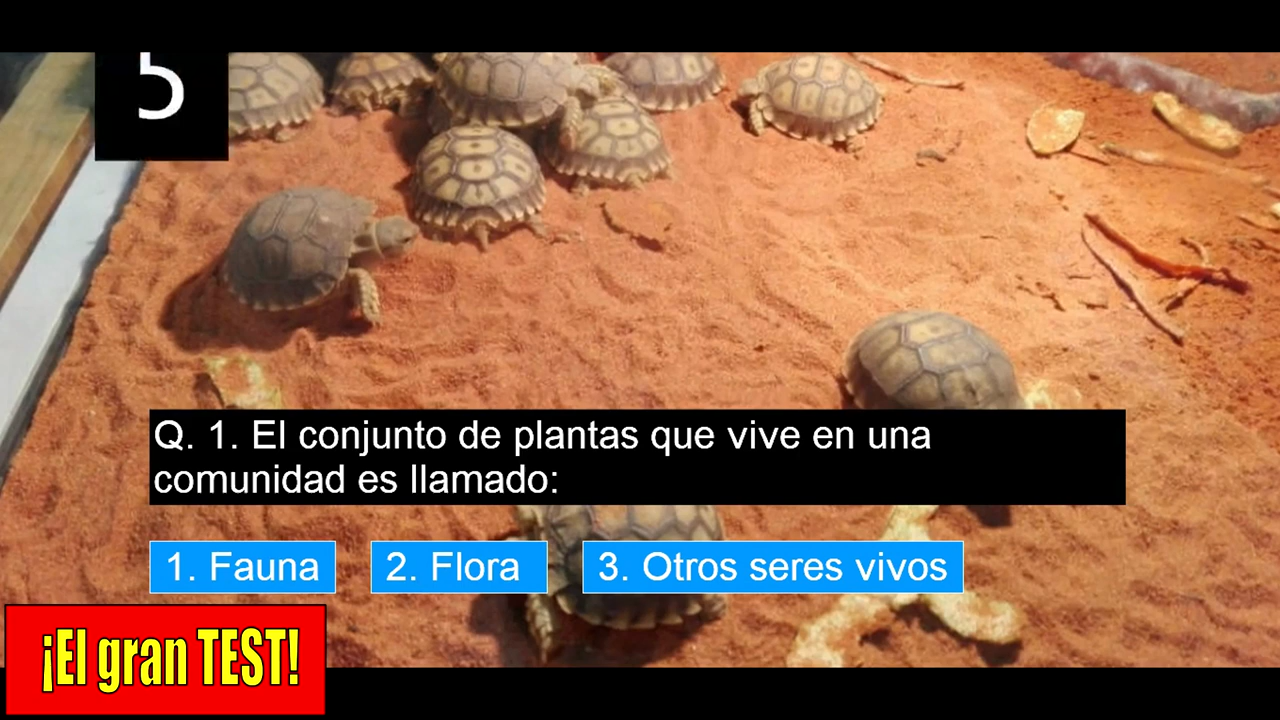 5
Q. 1. El conjunto de plantas que vive en una
comunidad es llamado:
1. Fauna
2. Flora
3. Otros seres vivos
¡El gran TEST!